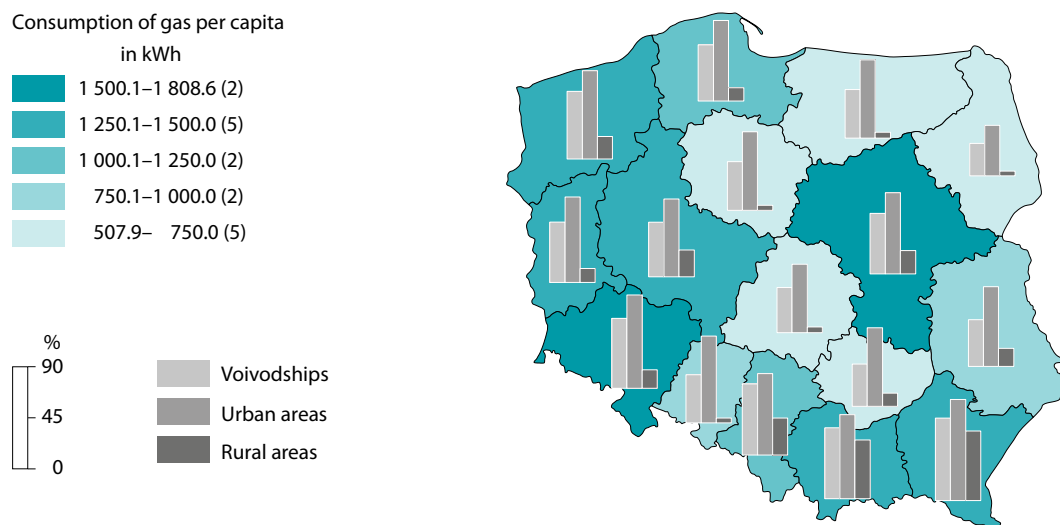 Consumption of gas per capita
in kWh
1 500.1–1 808.6 (2)
1 250.1–1 500.0 (5)
1 000.1–1 250.0 (2)
750.1–1 000.0 (2)
507.9– 750.0 (5)
%
90
45
0
Voivodships
Urban areas
Rural areas